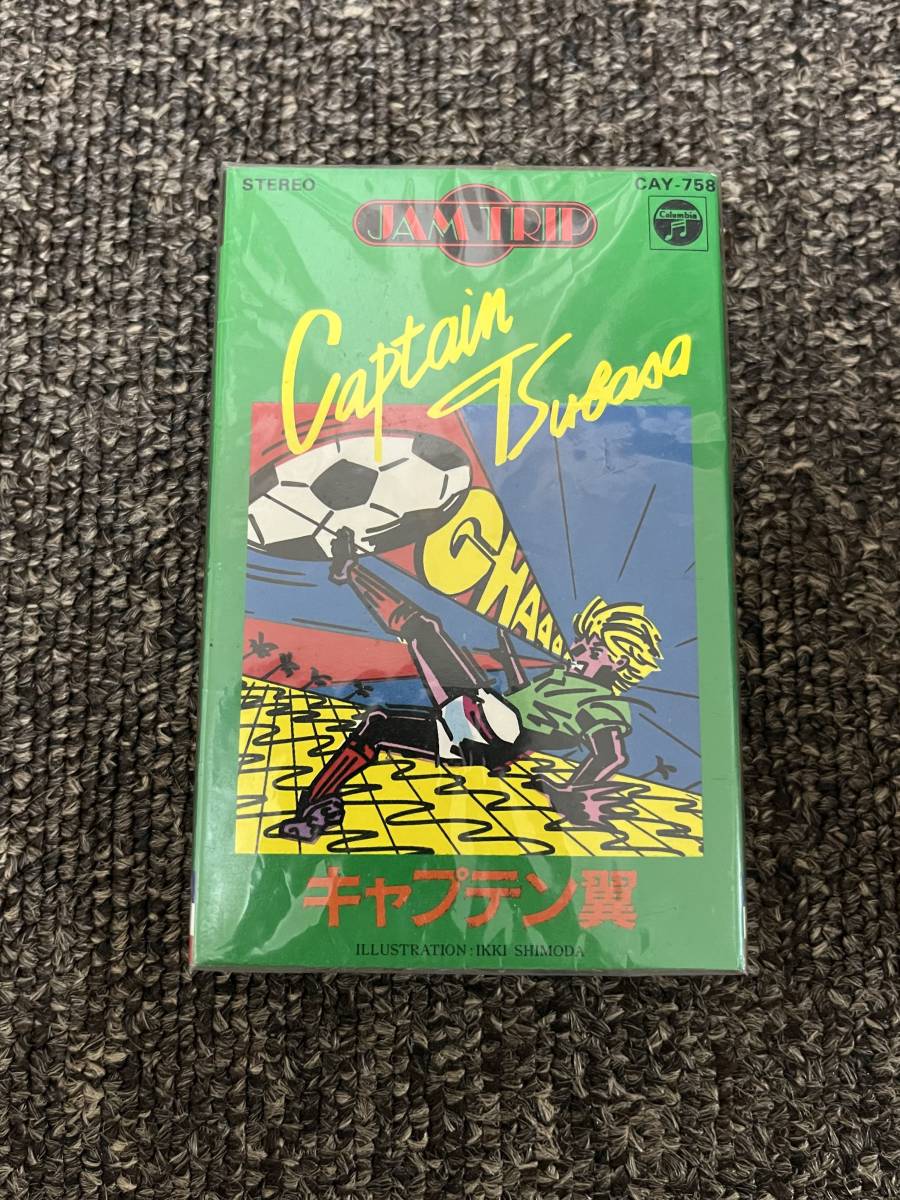 STEREO
CAY-758
JAM TRIP
Columbia
Captain
Tsubasa
GHAAA
キャプテン翼
ILLUSTRATION : IKKI SHIMODA